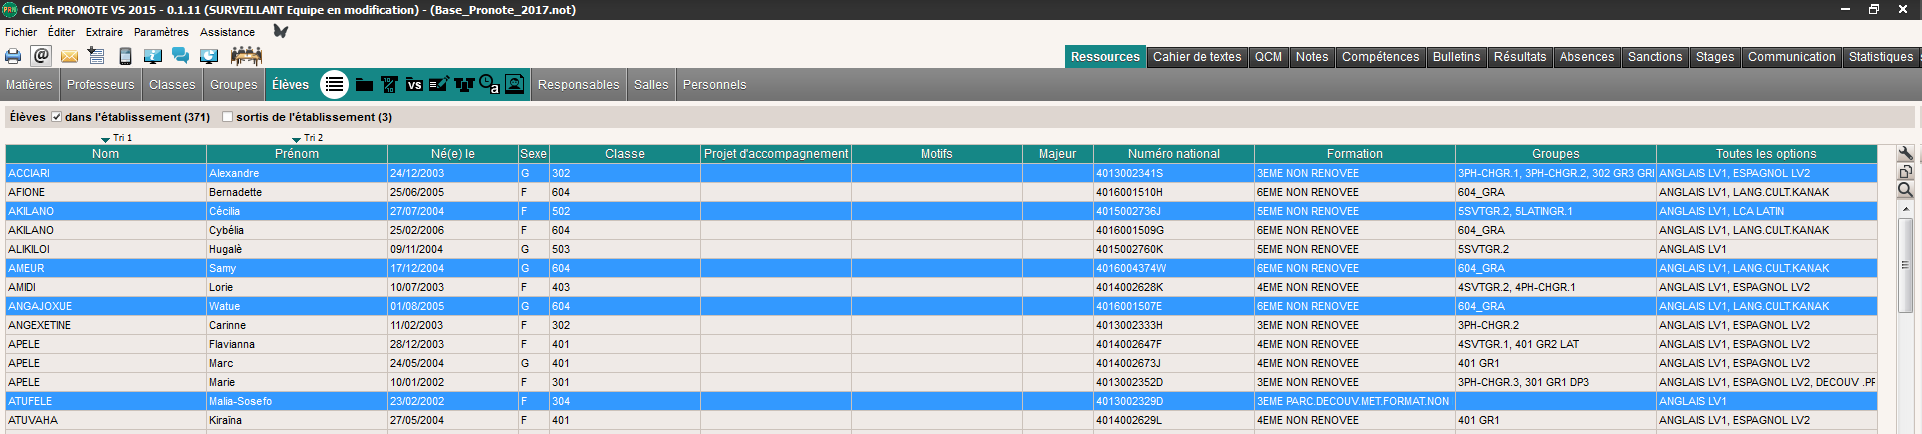 Client PRONOTE VS 2015 - 0.1.11 (SURVEILLANT Equipe en modification) - (Base_Pronote_2017.not)
Fichier Éditer Extraire Paramètres Assistance
Ressources Cahier de textes QCM Notes Compétences Bulletins Résultats Absences Sanctions Stages Communication Statistiques
Matières Professeurs Classes Groupes Élèves VS Responsables Salles Personnels
Élèves dans l'établissement (371) sortis de l'établissement (3)
Tri 1 Tri 2
Nom Prénom Né(e) le Sexe Classe Projet d'accompagnement Motifs Majeur Numéro national Formation Groupes Toutes les options
ACCIARI Alexandre 24/12/2003 G 302 4013002341S 3EME NON RENOVEE 3PH-CHGR.1, 3PH-CHGR.2, 302 GR3 GRI ANGLAIS LV1, ESPAGNOL LV2
AFIONE Bernadette 25/06/2005 F 604 4016001510H 6EME NON RENOVEE 604_GRA ANGLAIS LV1, LANG.CULT.KANAK
AKILANO Cécilia 27/07/2004 F 502 4015002736J 5EME NON RENOVEE 5SVTGR.2, 5LATINGR.1 ANGLAIS LV1, LCA LATIN
AKILANO Cybélia 25/02/2006 F 604 4016001509G 6EME NON RENOVEE 604_GRA ANGLAIS LV1, LANG.CULT.KANAK
ALIKILOI Hugalè 09/11/2004 G 503 4015002760K 5EME NON RENOVEE 5SVTGR.2 ANGLAIS LV1
AMEUR Samy 17/12/2004 G 604 4016004374W 6EME NON RENOVEE 604_GRA ANGLAIS LV1, LANG.CULT.KANAK
AMIDI Lorie 10/07/2003 F 403 4014002628K 4EME NON RENOVEE 4SVTGR.2, 4PH-CHGR.1 ANGLAIS LV1, ESPAGNOL LV2
ANGAJOXUE Watue 01/08/2005 G 604 4016001507E 6EME NON RENOVEE 604_GRA ANGLAIS LV1, LANG.CULT.KANAK
ANGEXETINE Carinne 11/02/2003 F 302 4013002333H 3EME NON RENOVEE 3PH-CHGR.2 ANGLAIS LV1, ESPAGNOL LV2
APELE Flavianna 28/12/2003 F 401 4014002647F 4EME NON RENOVEE 4SVTGR.1, 401 GR2 LAT ANGLAIS LV1, ESPAGNOL LV2
APELE Marc 24/05/2004 G 401 4014002673J 4EME NON RENOVEE 401 GR1 ANGLAIS LV1, ESPAGNOL LV2
APELE Marie 10/01/2002 F 301 4013002352D 3EME NON RENOVEE 3PH-CHGR.3, 301 GR1 DP3 ANGLAIS LV1, ESPAGNOL LV2, DECOUV .PF
ATUFELE Malia-Sosefo 23/02/2002 F 304 4013002329D 3EME PARC.DECOUV.MET.FORMAT.NON ANGLAIS LV1
ATUVAHA Kiraïna 27/05/2004 F 401 4014002629L 4EME NON RENOVEE 401 GR1 ANGLAIS LV1, ESPAGNOL LV2